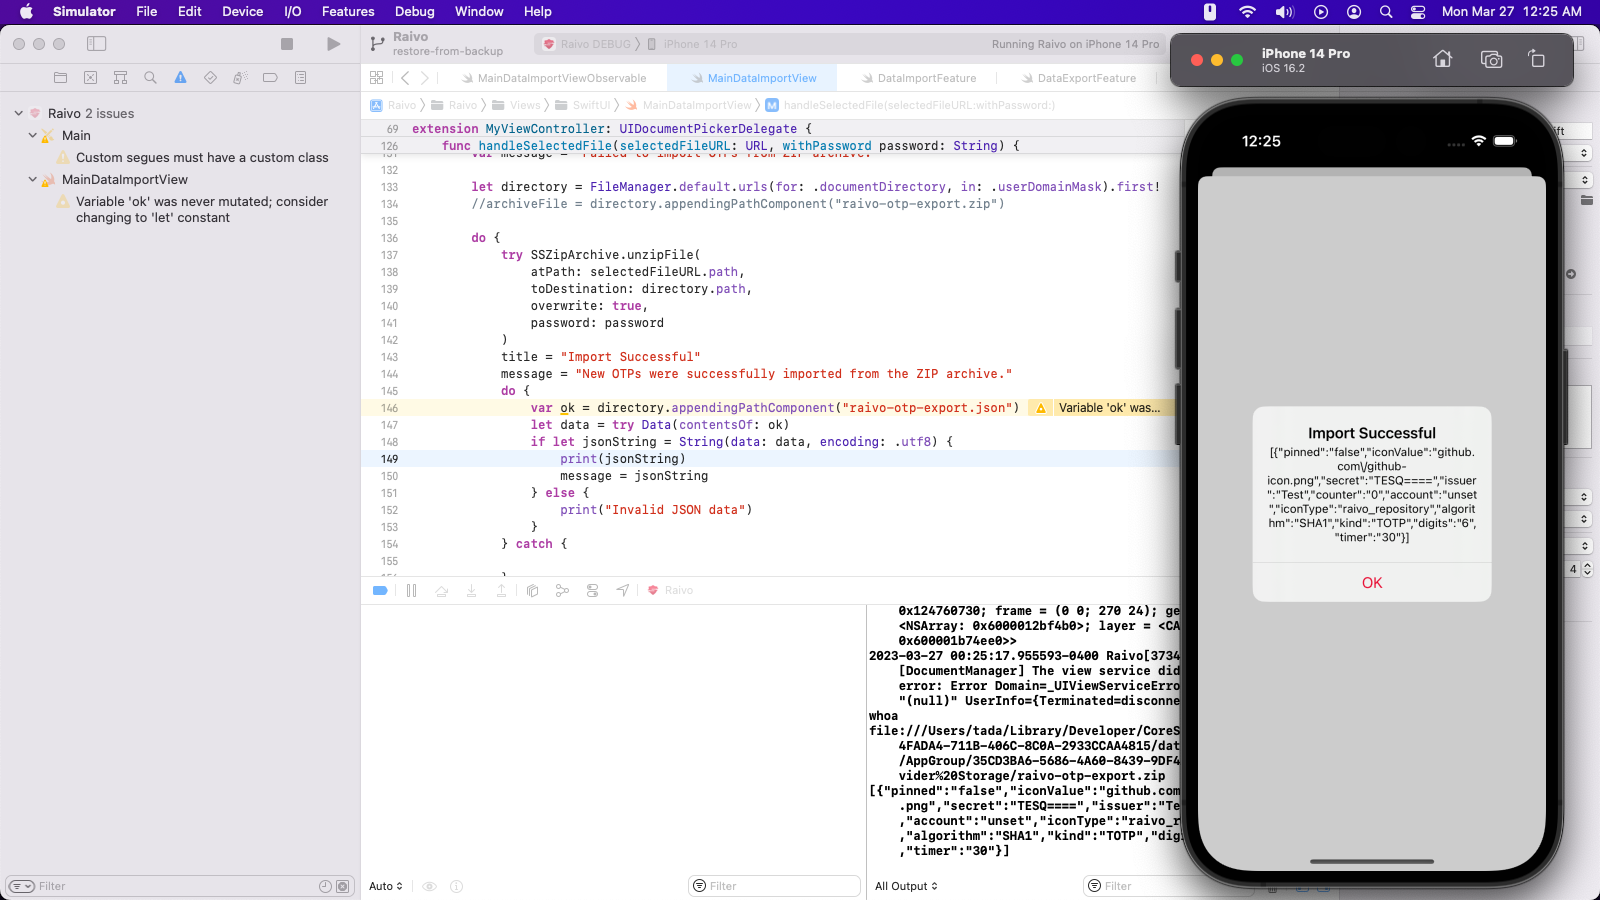 Simulator File Edit Device I/O Features Debug Window Help Mon Mar 27 12:25 AM
Raivo
restore-from-backup
Raivo DEBUG iPhone 14 Pro
Running Raivo on iPhone 14 Pro
MainDataImportViewObservable MainDataImportView DataImportFeature DataExportFeature
Raivo Raivo Views SwiftUI MainDataImportView M handleSelectedFile(selectedFileURL:withPassword:)
Raivo 2 issues
Main
Custom segues must have a custom class
MainDataImportView
Variable 'ok' was never mutated; consider
changing to 'let' constant
Filter
69 extension MyViewController: UIDocumentPickerDelegate {
126 func handleSelectedFile(selectedFileURL: URL, withPassword password: String) {
131 var message = "Failed to import OTPs from ZIP archive."
132
133 let directory = FileManager.default.urls(for: .documentDirectory, in: .userDomainMask).first!
134 //archiveFile = directory.appendingPathComponent("raivo-otp-export.zip")
135
136 do {
137 try SSZipArchive.unzipFile(
138 atPath: selectedFileURL.path,
139 toDestination: directory.path,
140 overwrite: true,
141 password: password
142 )
143 title = "Import Successful"
144 message = "New OTPs were successfully imported from the ZIP archive."
145 do {
146 var ok = directory.appendingPathComponent("raivo-otp-export.json") Variable 'ok' was...
147 let data = try Data(contentsOf: ok)
148 if let jsonString = String(data: data, encoding: .utf8) {
149 print(jsonString)
150 message = jsonString
151 } else {
152 print("Invalid JSON data")
153 }
154 } catch {
155
156 }
Raivo
0x124760730; frame = (0 0; 270 24); ge
<NSArray: 0x6000012bf4b0>; layer = <CA
0x600001b74ee0>>
2023-03-27 00:25:17.955593-0400 Raivo[3734
[DocumentManager] The view service did
error: Error Domain=_UIViewServiceErro
"(null)" UserInfo={Terminated=disconne
whoa
file:///Users/tada/Library/Developer/CoreS
4FADA4-711B-406C-8C0A-2933CCAA4815/dat
/AppGroup/35CD3BA6-5686-4A60-8439-9DF4
vider%20Storage/raivo-otp-export.zip
[{"pinned":"false","iconValue":"github.com
.png","secret":"TESQ====","issuer":"Te
,"account":"unset","iconType":"raivo_r
,"algorithm":"SHA1","kind":"TOTP","digi
,"timer":"30"}]
Auto Filter All Output Filter
iPhone 14 Pro
iOS 16.2
12:25
Import Successful
[{"pinned":"false","iconValue":"github.
com\/github-
icon.png","secret":"TESQ====","issuer
":"Test","counter":"0","account":"unset
","iconType":"raivo_repository","algorit
hm":"SHA1","kind":"TOTP","digits":"6",
"timer":"30"}]
OK
ft
4